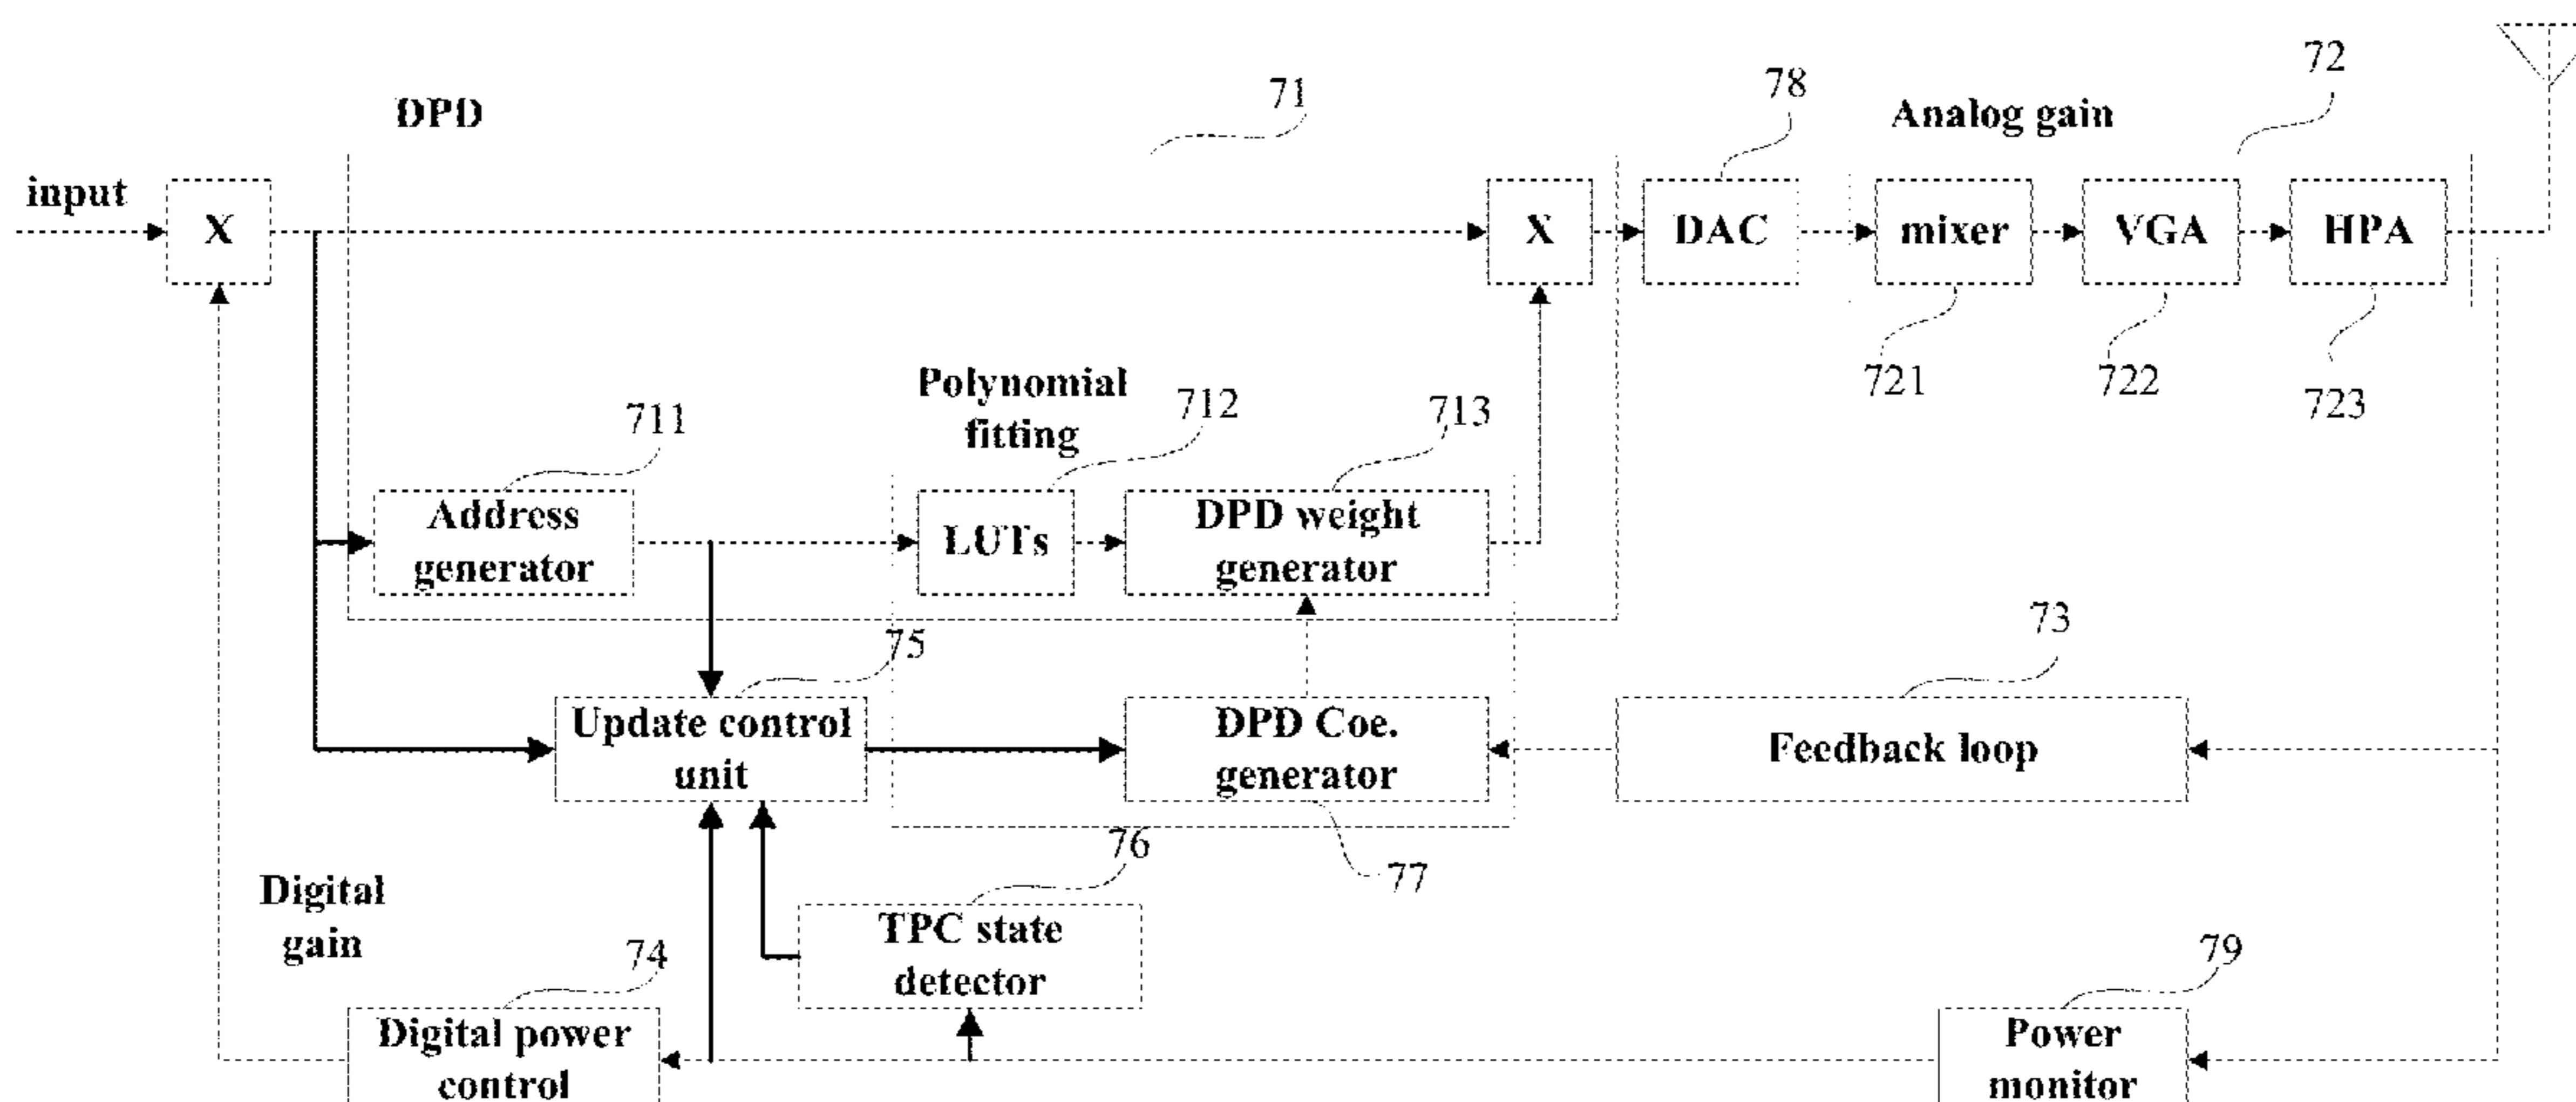 72
78
71
DPD
Analog gain
input
X
X
DAC
mixer
VGA
HPA
721
722
723
Polynomial
fitting
711
712
713
Address
generator
LUTs
DPD weight
generator
75
73
Update control
unit
DPD Coe.
generator
Feedback loop
76
77
Digital
gain
74
TPC state
detector
79
Digital power
control
Power
monitor